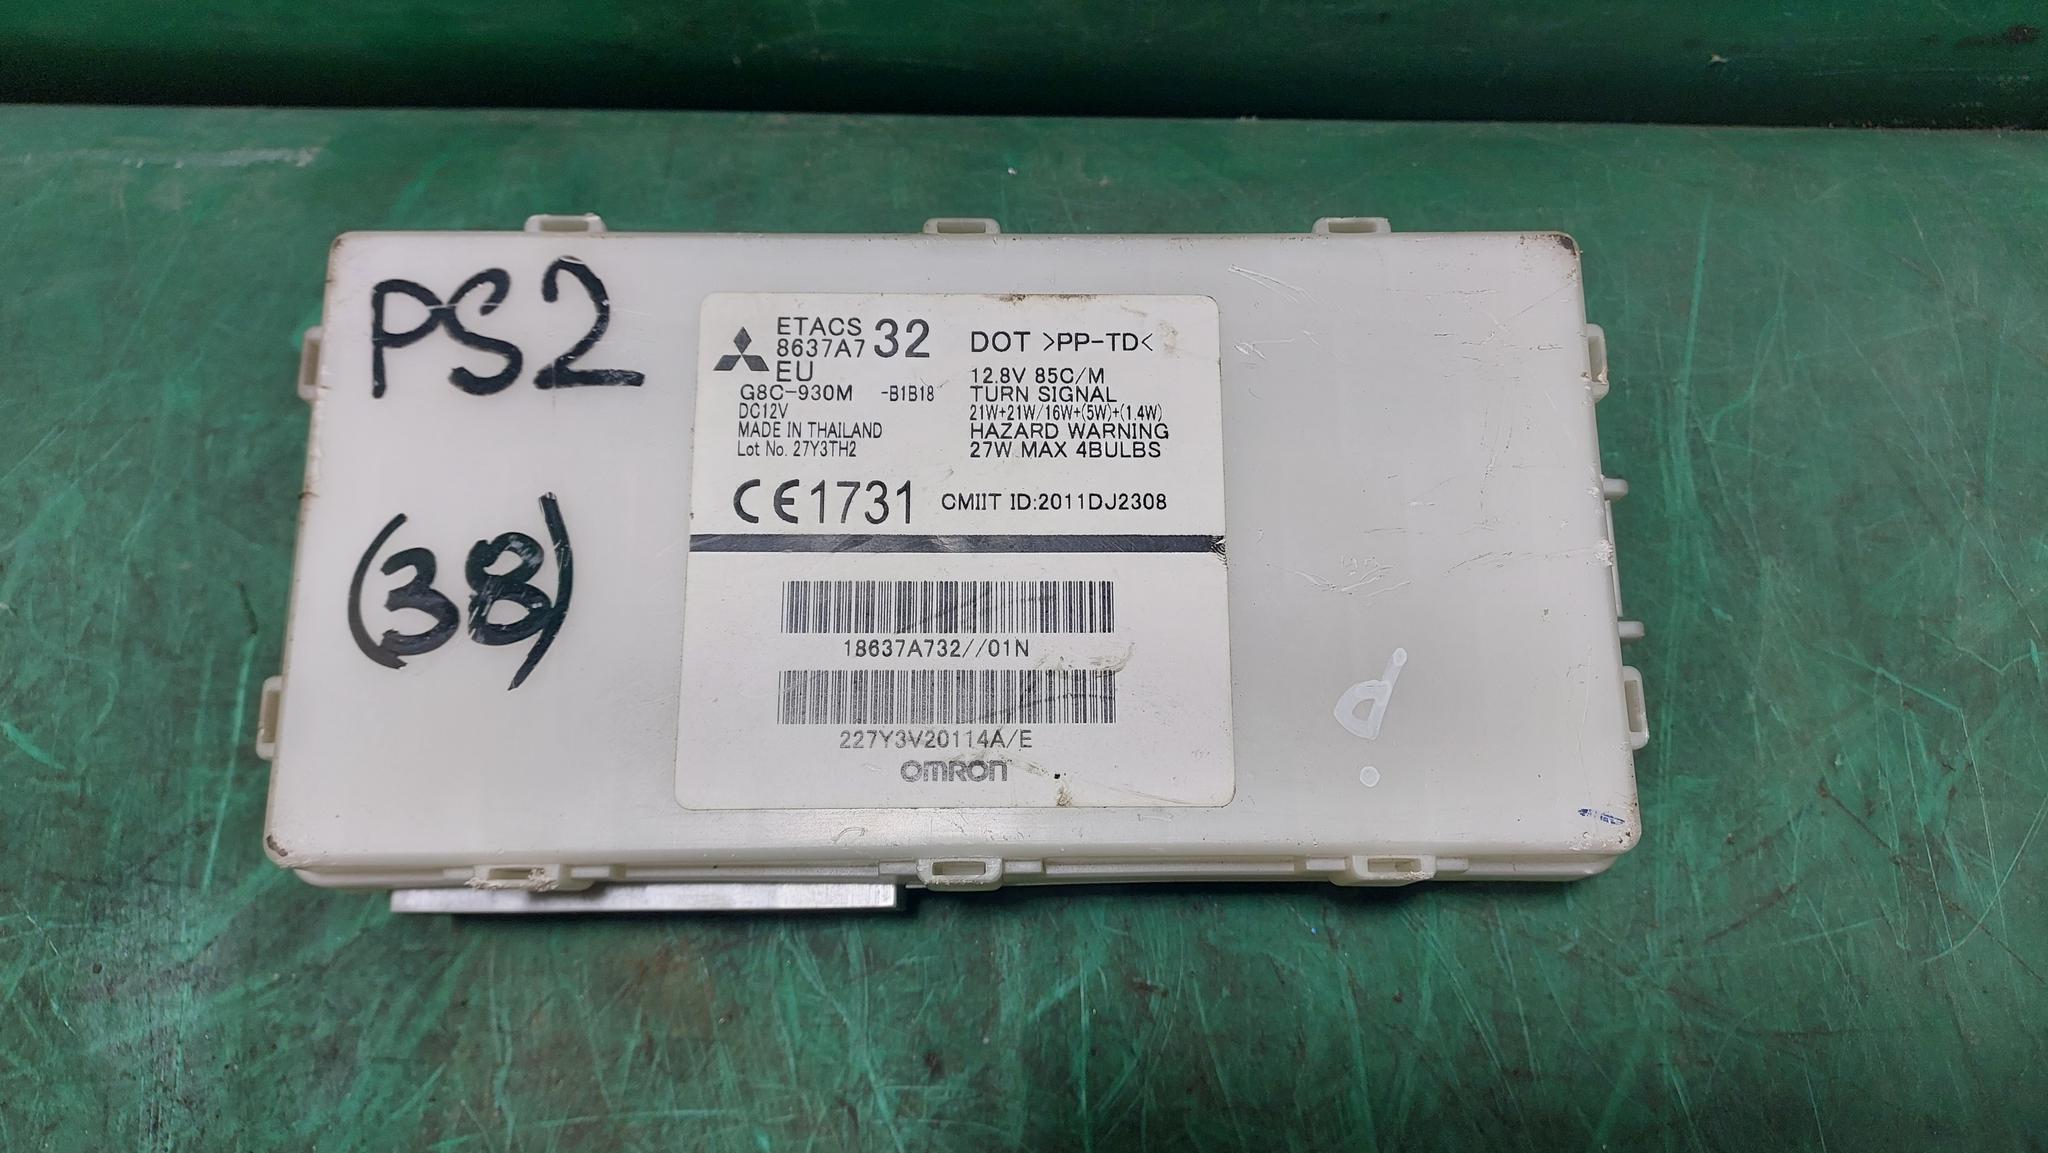 PS2
(38)
ETACS
8637A7 32
EU
G8C-930M -B1B18
DC12V
MADE IN THAILAND
Lot No. 27Y3TH2
DOT >PP-TD<
12.8V 85C/M
TURN SIGNAL
21W+21W/16W+(5W)+(1.4W)
HAZARD WARNING
27W MAX 4BULBS
CE1731 CMIIT ID:2011DJ2308
18637A732//01N
227Y3V20114A/E
OMRON